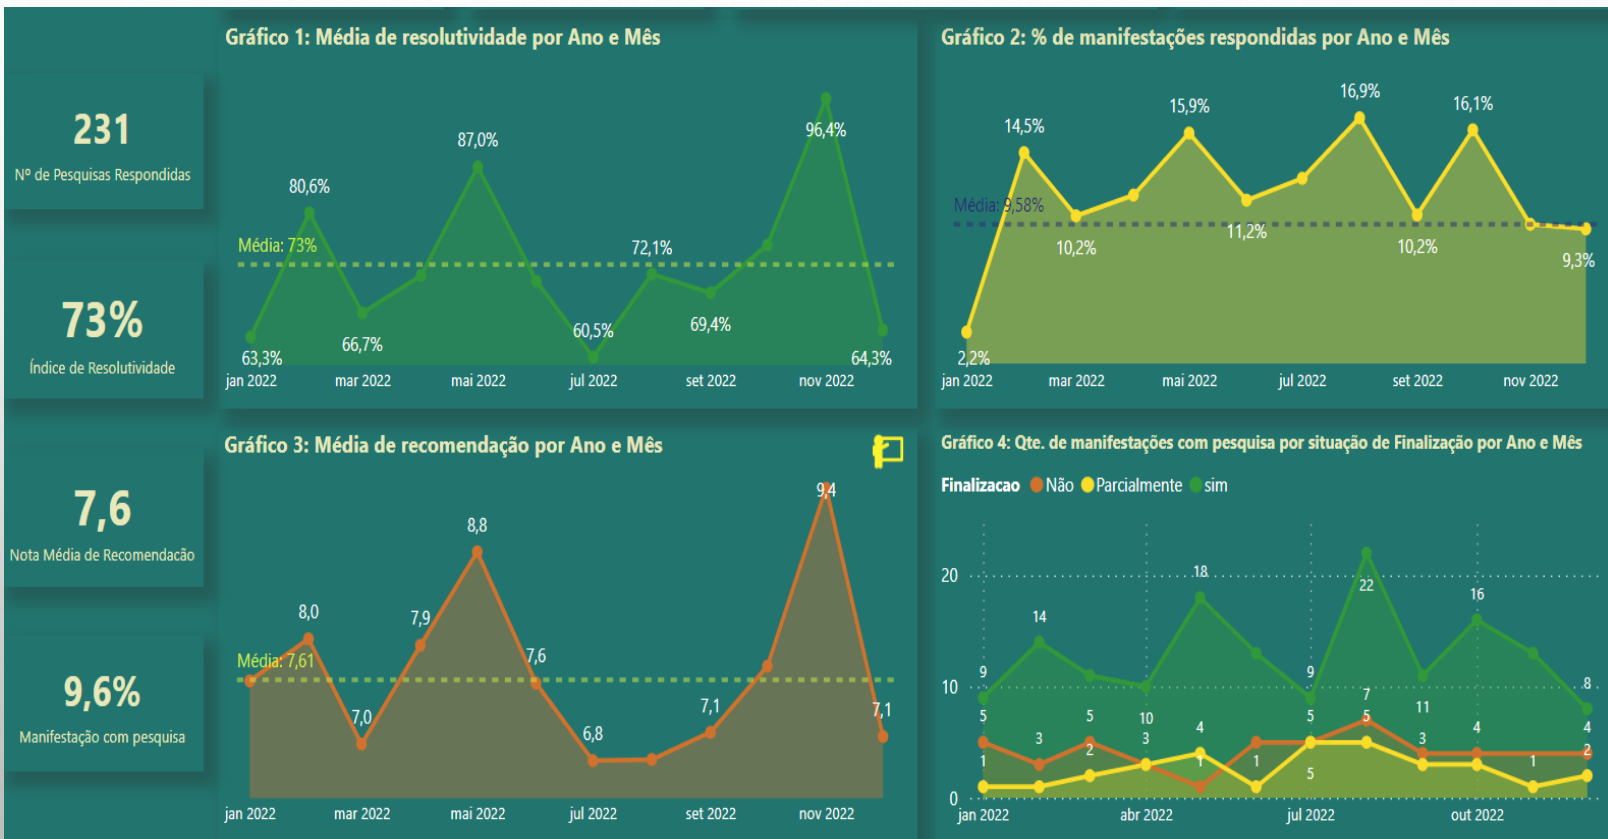 231
Nº de Pesquisas Respondidas
73%
Índice de Resolutividade
7,6
Nota Média de Recomendacão
9,6%
Manifestação com pesquisa
Gráfico 1: Média de resolutividade por Ano e Mês
96,4%
87,0%
80,6%
Média: 73%
72,1%
69,4%
66,7%
60,5%
63,3%
64,3%
jan 2022 mar 2022 mai 2022 jul 2022 set 2022 nov 2022
Gráfico 2: % de manifestações respondidas por Ano e Mês
16,9%
15,9%
16,1%
14,5%
Média: 9,58%
11,2%
10,2%
10,2%
9,3%
2,2%
jan 2022 mar 2022 mai 2022 jul 2022 set 2022 nov 2022
Gráfico 3: Média de recomendação por Ano e Mês
9,4
8,8
8,0
7,9
7,6
Média: 7,61
7,0
7,1
7,1
6,8
jan 2022 mar 2022 mai 2022 jul 2022 set 2022 nov 2022
Gráfico 4: Qte. de manifestações com pesquisa por situação de Finalização por Ano e Mês
Finalizacao Não Parcialmente sim
20
18
22
16
14
9 9
8
10
7
11
5 5 10 4 5 5 4 4
3 3 3
2 2
1 1 1 1
5
0
jan 2022 abr 2022 jul 2022 out 2022